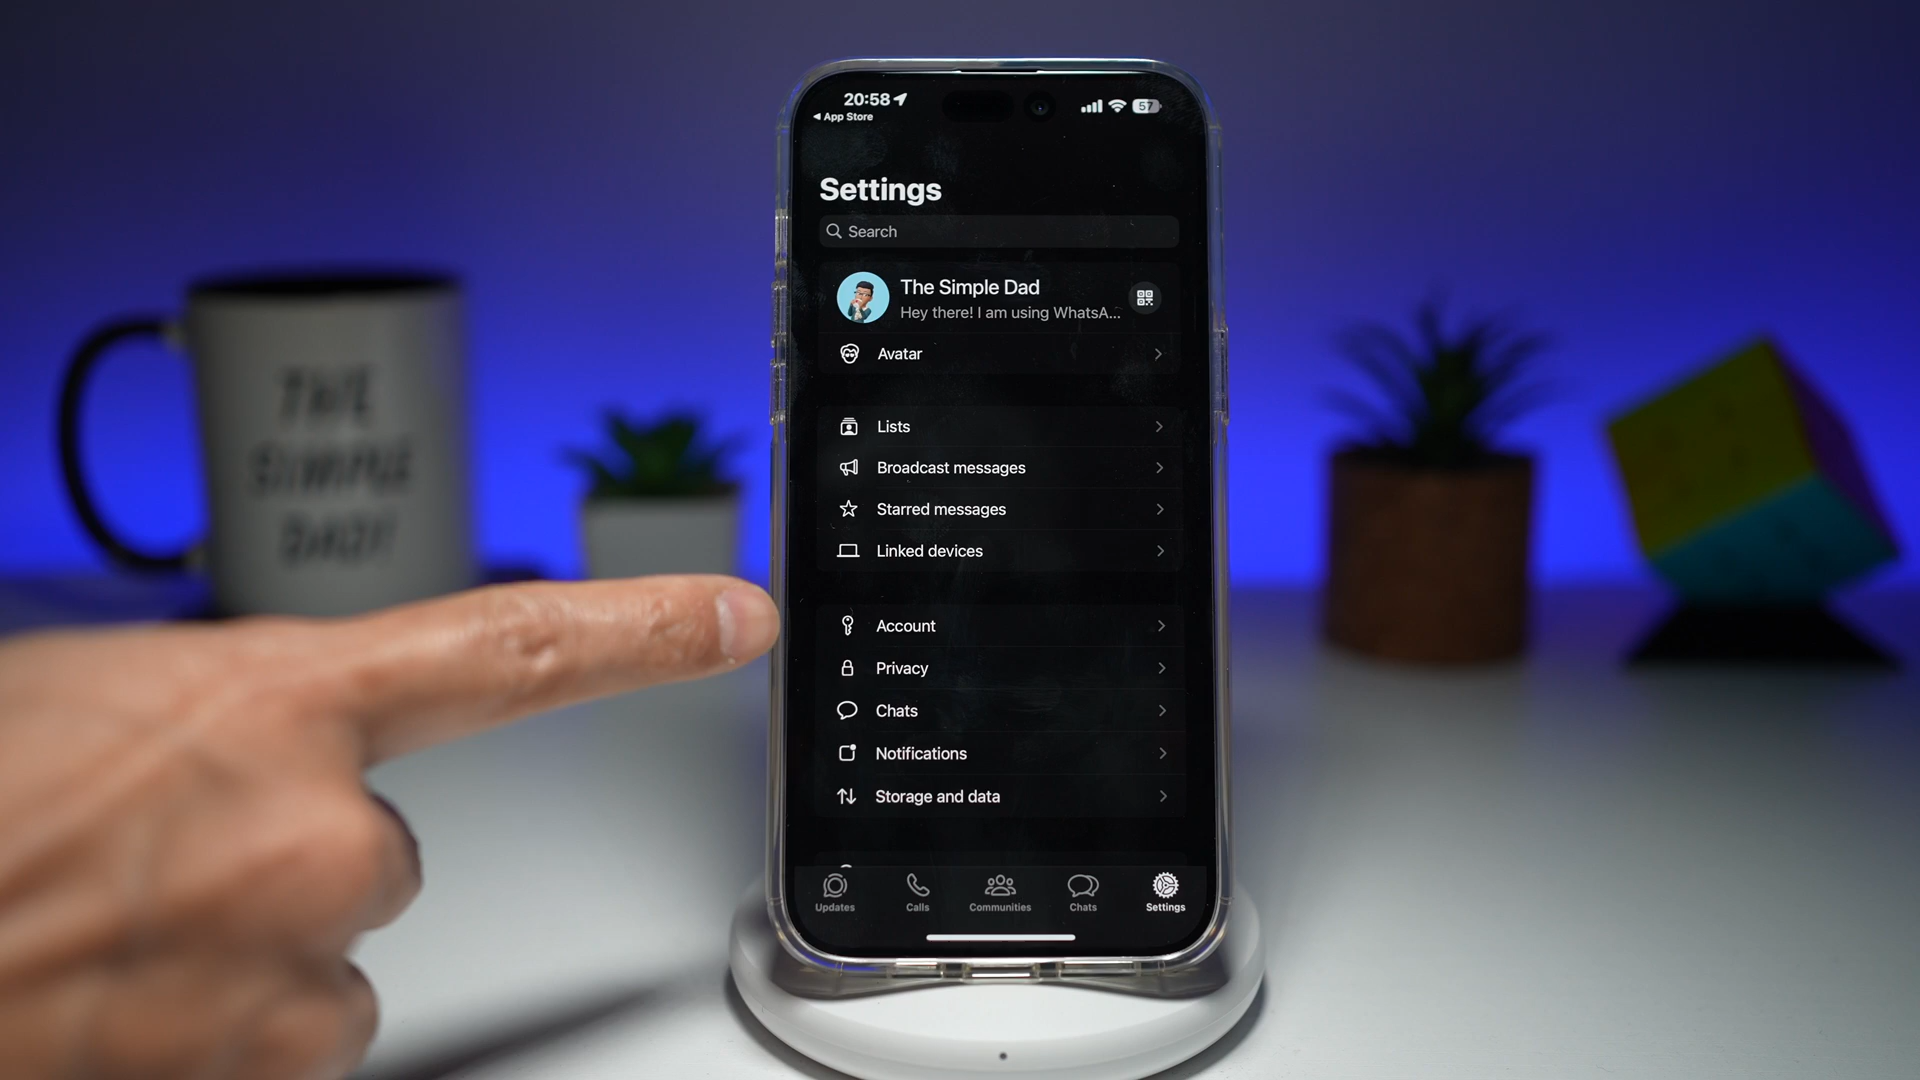 20:58
App Store
57
Settings
Search
The Simple Dad
Hey there! I am using WhatsA...
Avatar
Lists
Broadcast messages
Starred messages
Linked devices
Account
Privacy
Chats
Notifications
Storage and data
Updates
Calls
Communities
Chats
Settings
THE
SIMPLE
DAD!